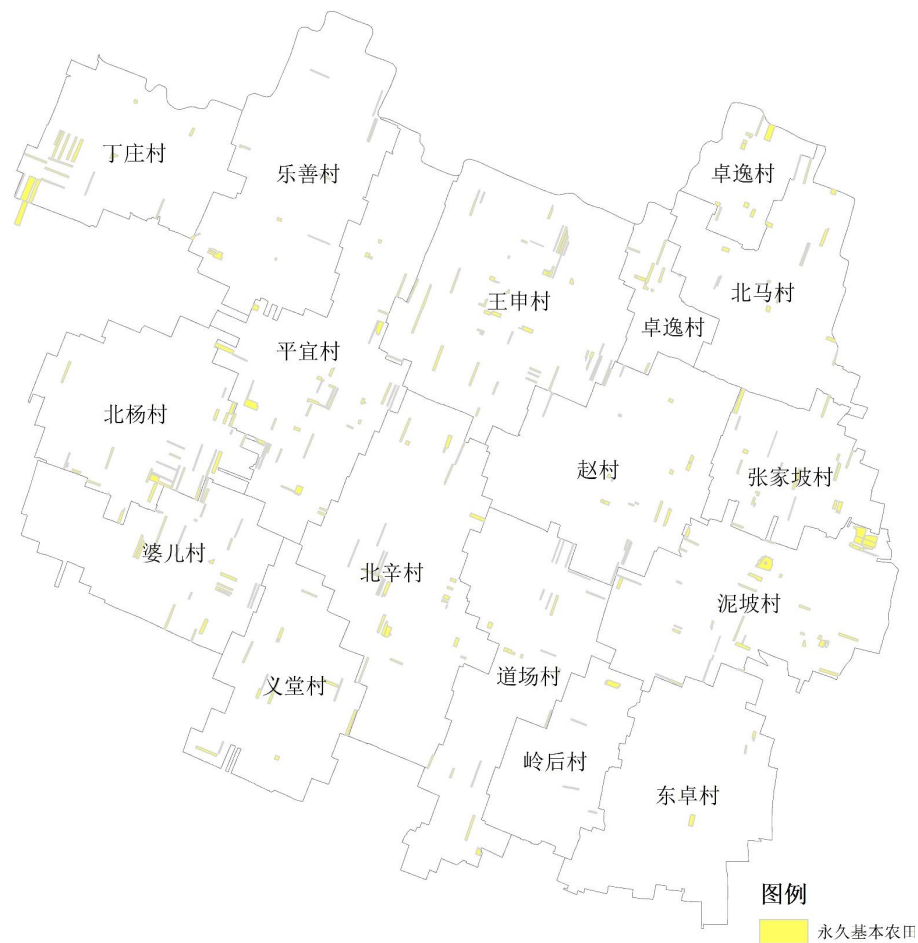 丁庄村
乐善村
卓逸村
王申村
北马村
卓逸村
平宜村
北杨村
赵村
张家坡村
婆儿村
北辛村
泥坡村
义堂村
道场村
岭后村
东卓村
图例
永久基本农田